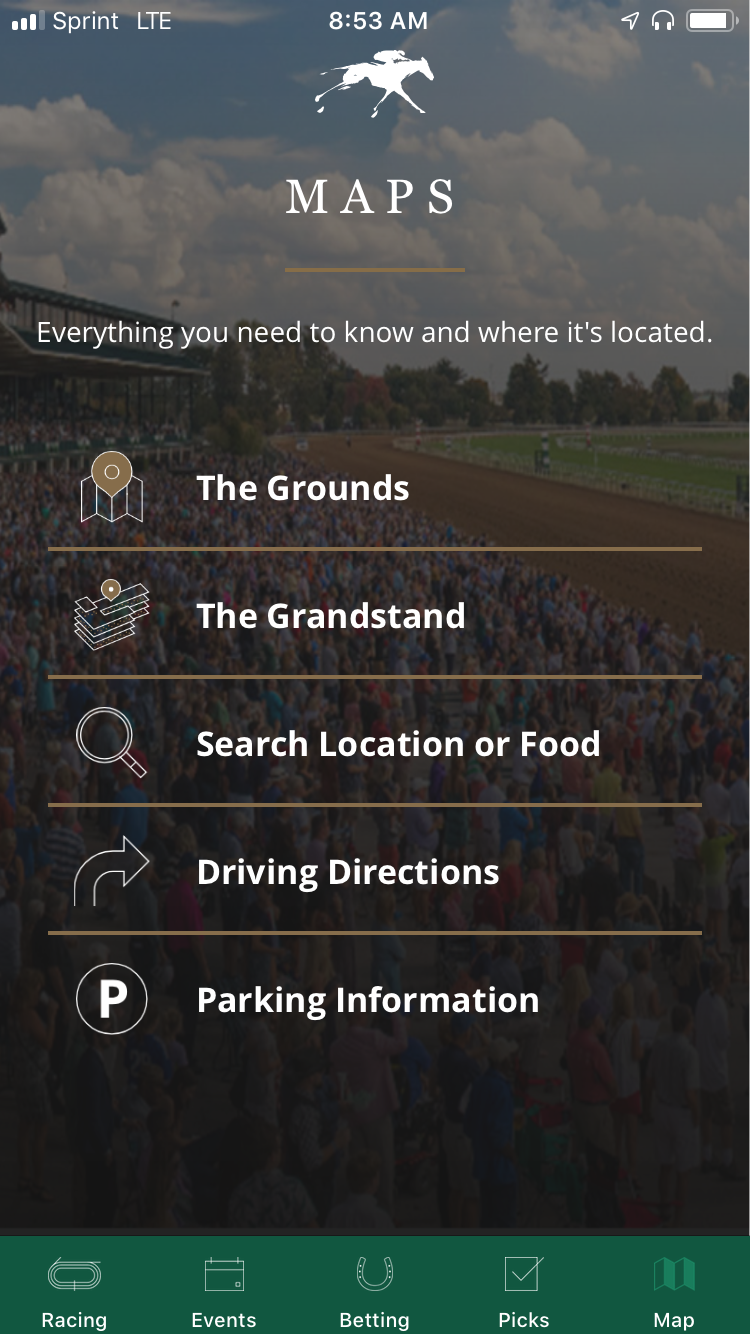 Sprint LTE 8:53 AM
MAPS
Everything you need to know and where it's located.
The Grounds
The Grandstand
Search Location or Food
Driving Directions
P Parking Information
Racing Events Betting Picks Map